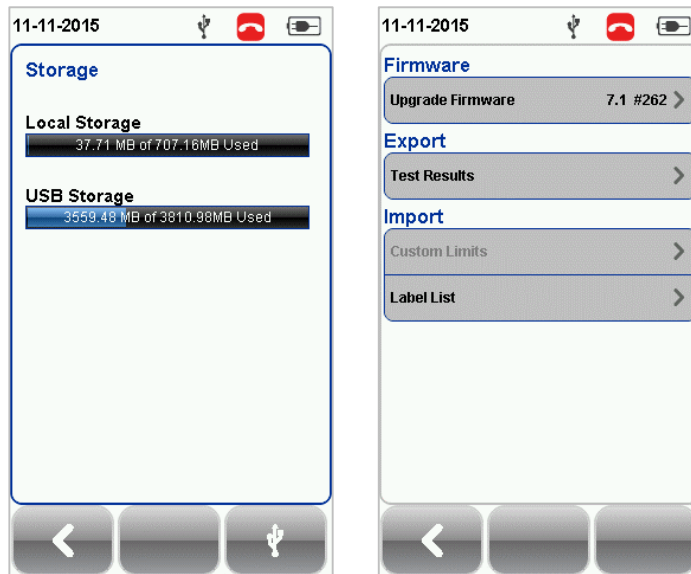 11-11-2015
Storage
Local Storage
37.71 MB of 707.16MB Used
USB Storage
3559.48 MB of 3810.98MB Used
11-11-2015
Firmware
Upgrade Firmware 7.1 #262
Export
Test Results
Import
Custom Limits
Label List